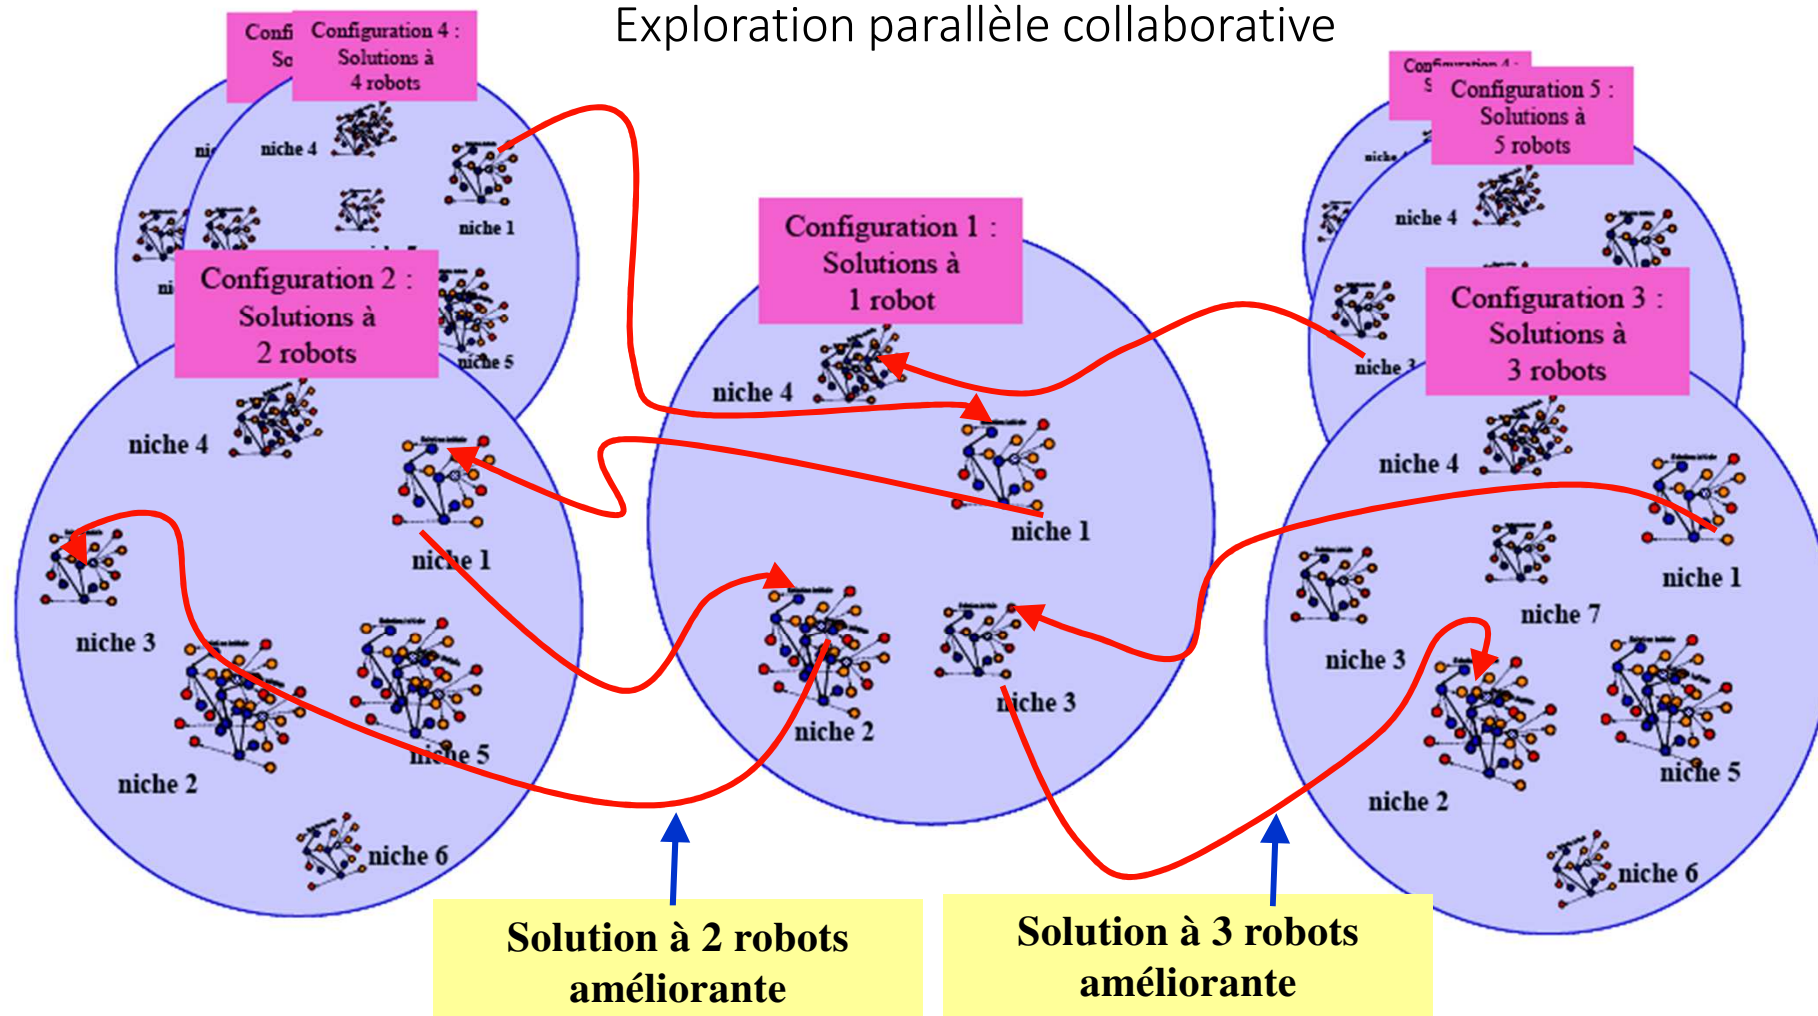 Exploration parallèle collaborative
Confi
So
Configuration 4 :
Solutions à
4 robots
niche 4
niche 1
niche 5
Configuration 2 :
Solutions à
2 robots
niche 4
niche 1
niche 3
niche 5
niche 2
niche 6
Configuration 1 :
Solutions à
1 robot
niche 4
niche 1
niche 3
niche 2
Configuration 5 :
Solutions à
5 robots
niche 4
niche 3
Configuration 3 :
Solutions à
3 robots
niche 4
niche 1
niche 7
niche 3
niche 5
niche 2
niche 6
Solution à 2 robots
améliorante
Solution à 3 robots
améliorante